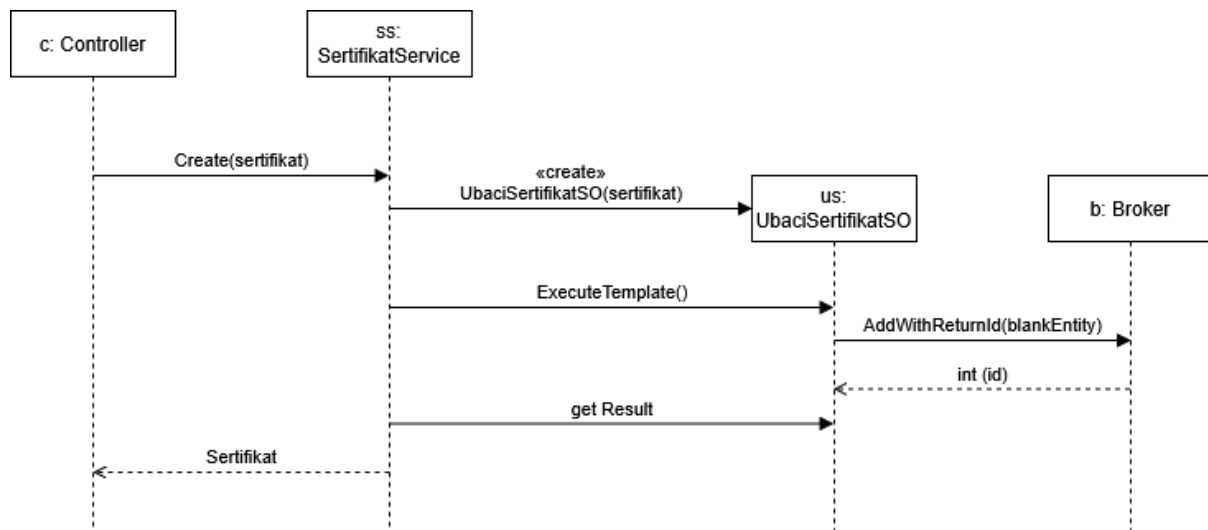 c: Controller
ss:
SertifikatService
Create(sertifikat)
«create»
UbaciSertifikatSO(sertifikat)
us:
UbaciSertifikatSO
b: Broker
ExecuteTemplate()
AddWithReturnId(blankEntity)
int (id)
get Result
Sertifikat